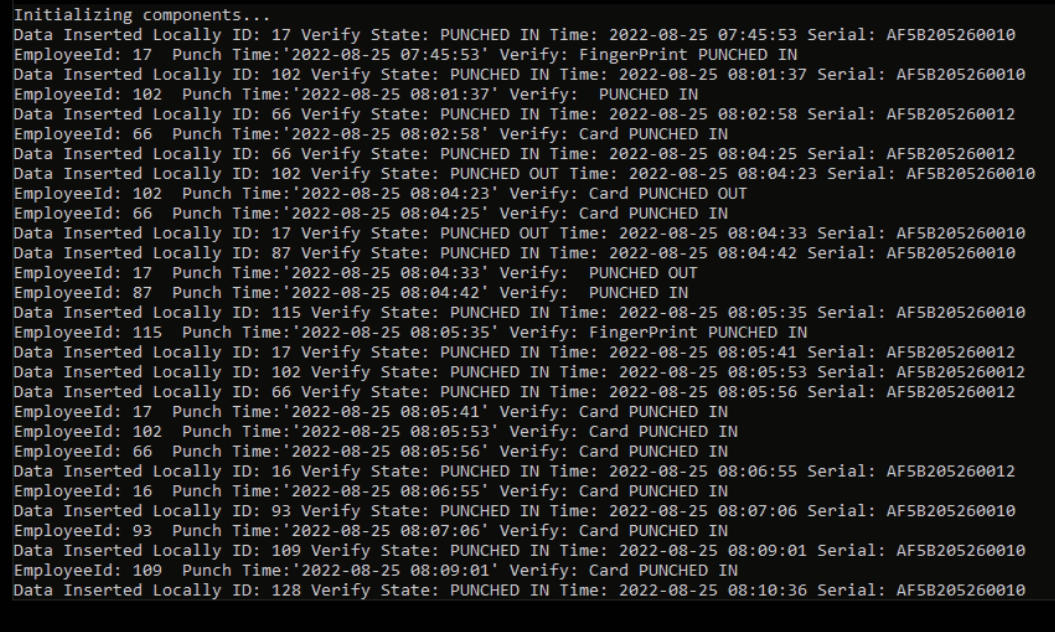 Initializing components...
Data Inserted Locally ID: 17 Verify State: PUNCHED IN Time: 2022-08-25 07:45:53 Serial: AF5B205260010
EmployeeId: 17  Punch Time:'2022-08-25 07:45:53' Verify: FingerPrint PUNCHED IN
Data Inserted Locally ID: 102 Verify State: PUNCHED IN Time: 2022-08-25 08:01:37 Serial: AF5B205260010
EmployeeId: 102  Punch Time:'2022-08-25 08:01:37' Verify:  PUNCHED IN
Data Inserted Locally ID: 66 Verify State: PUNCHED IN Time: 2022-08-25 08:02:58 Serial: AF5B205260012
EmployeeId: 66  Punch Time:'2022-08-25 08:02:58' Verify: Card PUNCHED IN
Data Inserted Locally ID: 66 Verify State: PUNCHED IN Time: 2022-08-25 08:04:25 Serial: AF5B205260012
Data Inserted Locally ID: 102 Verify State: PUNCHED OUT Time: 2022-08-25 08:04:23 Serial: AF5B205260010
EmployeeId: 102  Punch Time:'2022-08-25 08:04:23' Verify: Card PUNCHED OUT
EmployeeId: 66  Punch Time:'2022-08-25 08:04:25' Verify: Card PUNCHED IN
Data Inserted Locally ID: 17 Verify State: PUNCHED OUT Time: 2022-08-25 08:04:33 Serial: AF5B205260010
Data Inserted Locally ID: 87 Verify State: PUNCHED IN Time: 2022-08-25 08:04:42 Serial: AF5B205260010
EmployeeId: 17  Punch Time:'2022-08-25 08:04:33' Verify:  PUNCHED OUT
EmployeeId: 87  Punch Time:'2022-08-25 08:04:42' Verify:  PUNCHED IN
Data Inserted Locally ID: 115 Verify State: PUNCHED IN Time: 2022-08-25 08:05:35 Serial: AF5B205260010
EmployeeId: 115  Punch Time:'2022-08-25 08:05:35' Verify: FingerPrint PUNCHED IN
Data Inserted Locally ID: 17 Verify State: PUNCHED IN Time: 2022-08-25 08:05:41 Serial: AF5B205260012
Data Inserted Locally ID: 102 Verify State: PUNCHED IN Time: 2022-08-25 08:05:53 Serial: AF5B205260012
Data Inserted Locally ID: 66 Verify State: PUNCHED IN Time: 2022-08-25 08:05:56 Serial: AF5B205260012
EmployeeId: 17  Punch Time:'2022-08-25 08:05:41' Verify: Card PUNCHED IN
EmployeeId: 102  Punch Time:'2022-08-25 08:05:53' Verify: Card PUNCHED IN
EmployeeId: 66  Punch Time:'2022-08-25 08:05:56' Verify: Card PUNCHED IN
Data Inserted Locally ID: 16 Verify State: PUNCHED IN Time: 2022-08-25 08:06:55 Serial: AF5B205260012
EmployeeId: 16  Punch Time:'2022-08-25 08:06:55' Verify: Card PUNCHED IN
Data Inserted Locally ID: 93 Verify State: PUNCHED IN Time: 2022-08-25 08:07:06 Serial: AF5B205260010
EmployeeId: 93  Punch Time:'2022-08-25 08:07:06' Verify: Card PUNCHED IN
Data Inserted Locally ID: 109 Verify State: PUNCHED IN Time: 2022-08-25 08:09:01 Serial: AF5B205260010
EmployeeId: 109  Punch Time:'2022-08-25 08:09:01' Verify: Card PUNCHED IN
Data Inserted Locally ID: 128 Verify State: PUNCHED IN Time: 2022-08-25 08:10:36 Serial: AF5B205260010